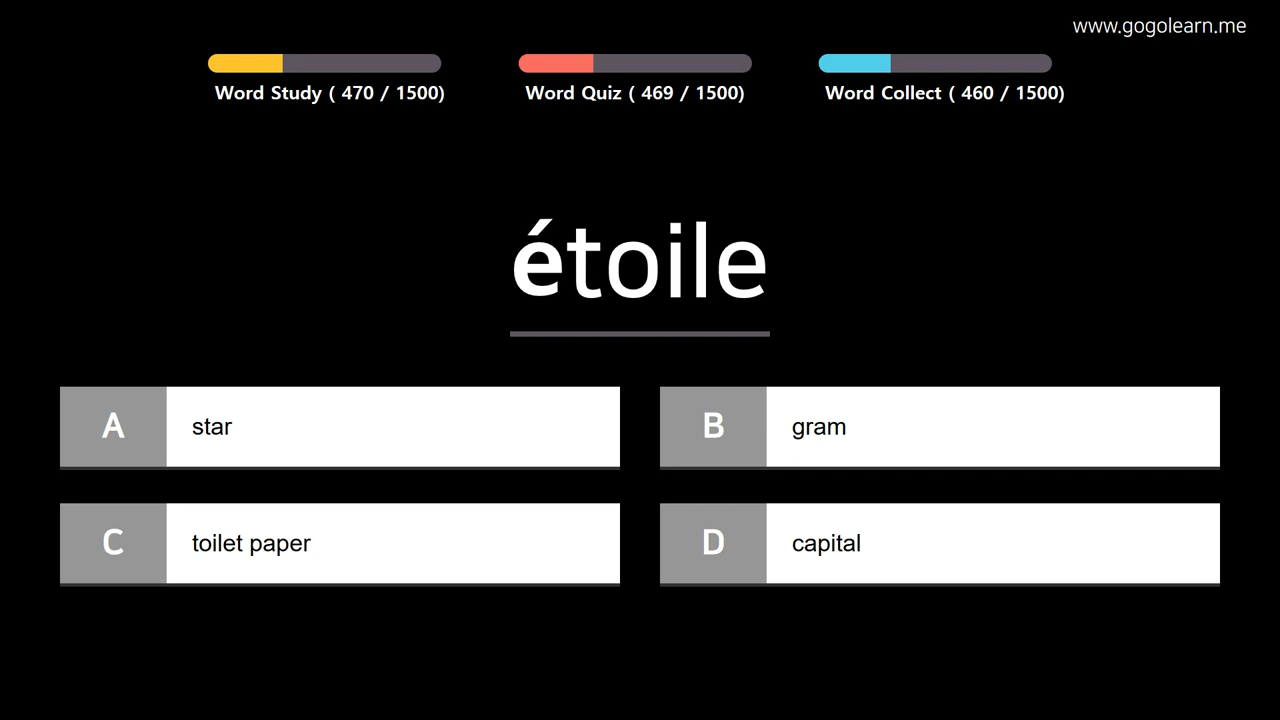 www.gogolearn.me
Word Study ( 470 / 1500)
Word Quiz ( 469 / 1500)
Word Collect ( 460 / 1500)
étoile
A star
B gram
C toilet paper
D capital